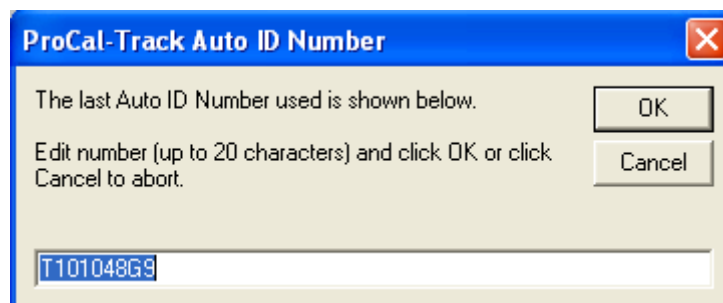 ProCal-Track Auto ID Number
The last Auto ID Number used is shown below.
OK
Edit number (up to 20 characters) and click OK or click
Cancel to abort.
Cancel
T101048G9